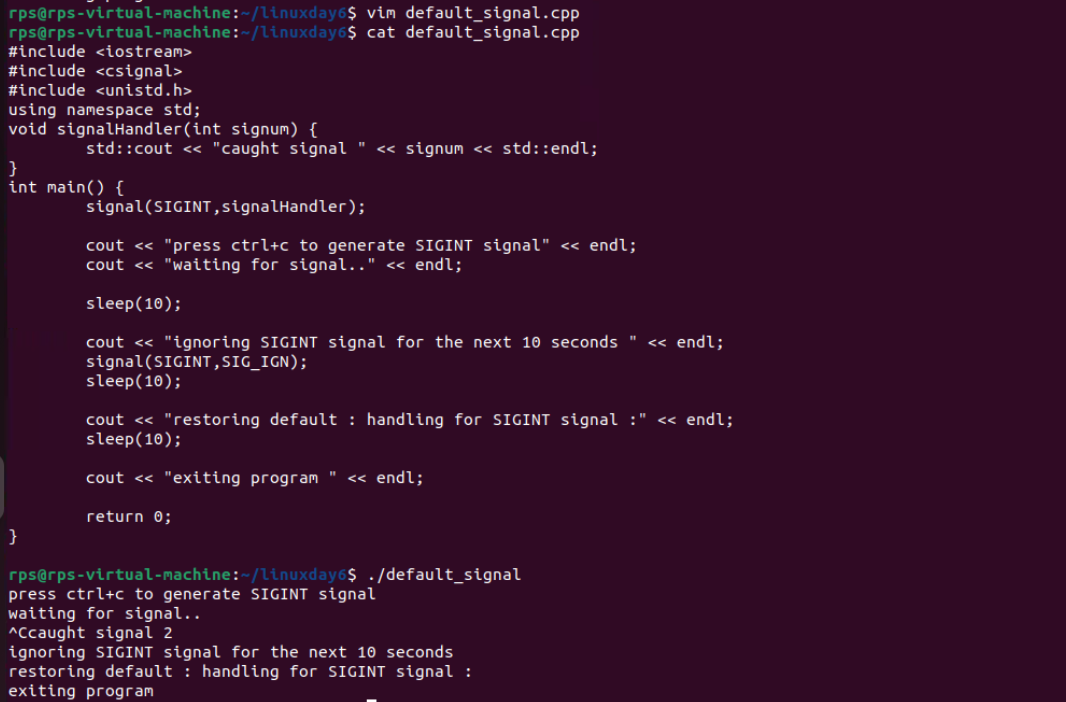 rps@rps-virtual-machine:~/linuxday6$ vim default_signal.cpp
rps@rps-virtual-machine:~/linuxday6$ cat default_signal.cpp
#include <iostream>
#include <csignal>
#include <unistd.h>
using namespace std;
void signalHandler(int signum) {
        std::cout << "caught signal " << signum << std::endl;
}
int main() {
        signal(SIGINT,signalHandler);

        cout << "press ctrl+c to generate SIGINT signal" << endl;
        cout << "waiting for signal.." << endl;

        sleep(10);

        cout << "ignoring SIGINT signal for the next 10 seconds " << endl;
        signal(SIGINT,SIG_IGN);
        sleep(10);

        cout << "restoring default : handling for SIGINT signal :" << endl;
        sleep(10);

        cout << "exiting program " << endl;

        return 0;
}

rps@rps-virtual-machine:~/linuxday6$ ./default_signal
press ctrl+c to generate SIGINT signal
waiting for signal..
^Ccaught signal 2
ignoring SIGINT signal for the next 10 seconds
restoring default : handling for SIGINT signal :
exiting program